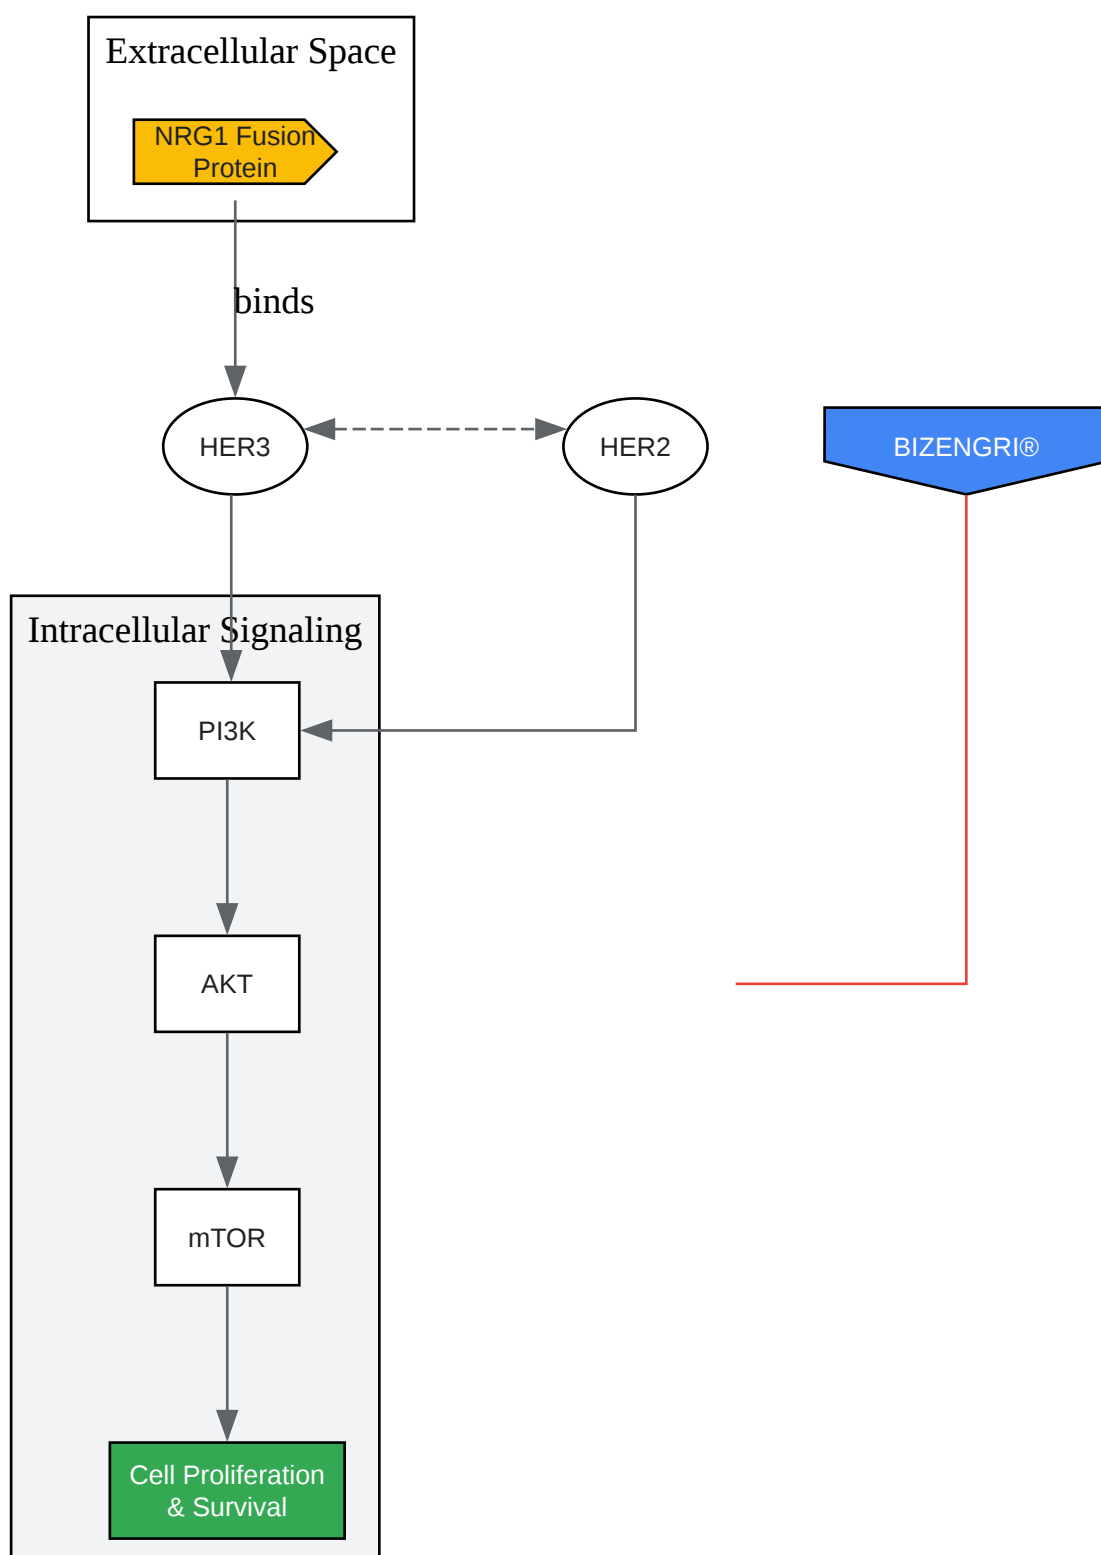 Extracellular Space
NRG1 Fusion
Protein
binds
HER3
HER2
BIZENGRI®
Intracellular Signaling
PI3K
AKT
mTOR
Cell Proliferation
& Survival